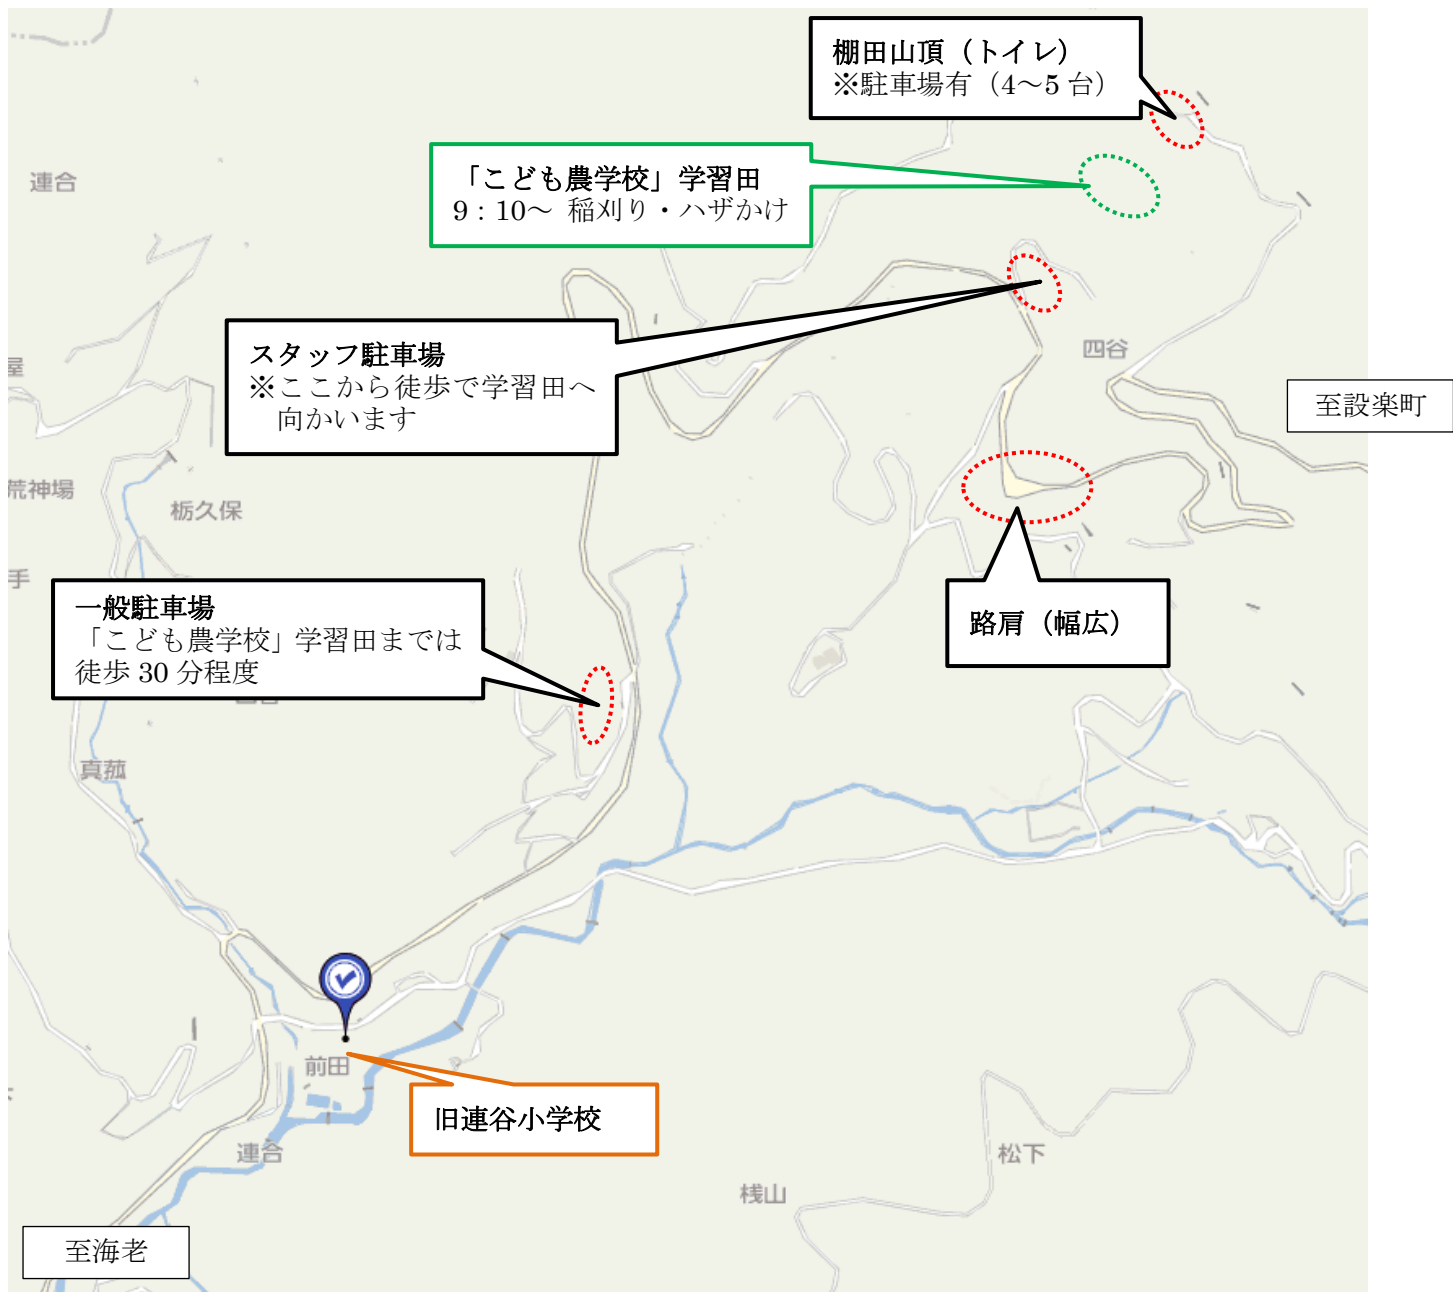 棚田山頂（トイレ）
※駐車場有（4～5台）
連合
「こども農学校」学習田
9：10～ 稲刈り・ハザかけ
スタッフ駐車場
※ここから徒歩で学習田へ
向かいます
四谷
屋
至設楽町
荒神場
栃久保
手
一般駐車場
「こども農学校」学習田までは
徒歩 30 分程度
路肩（幅広）
真菰
前田
旧連谷小学校
連合
松下
桟山
至海老